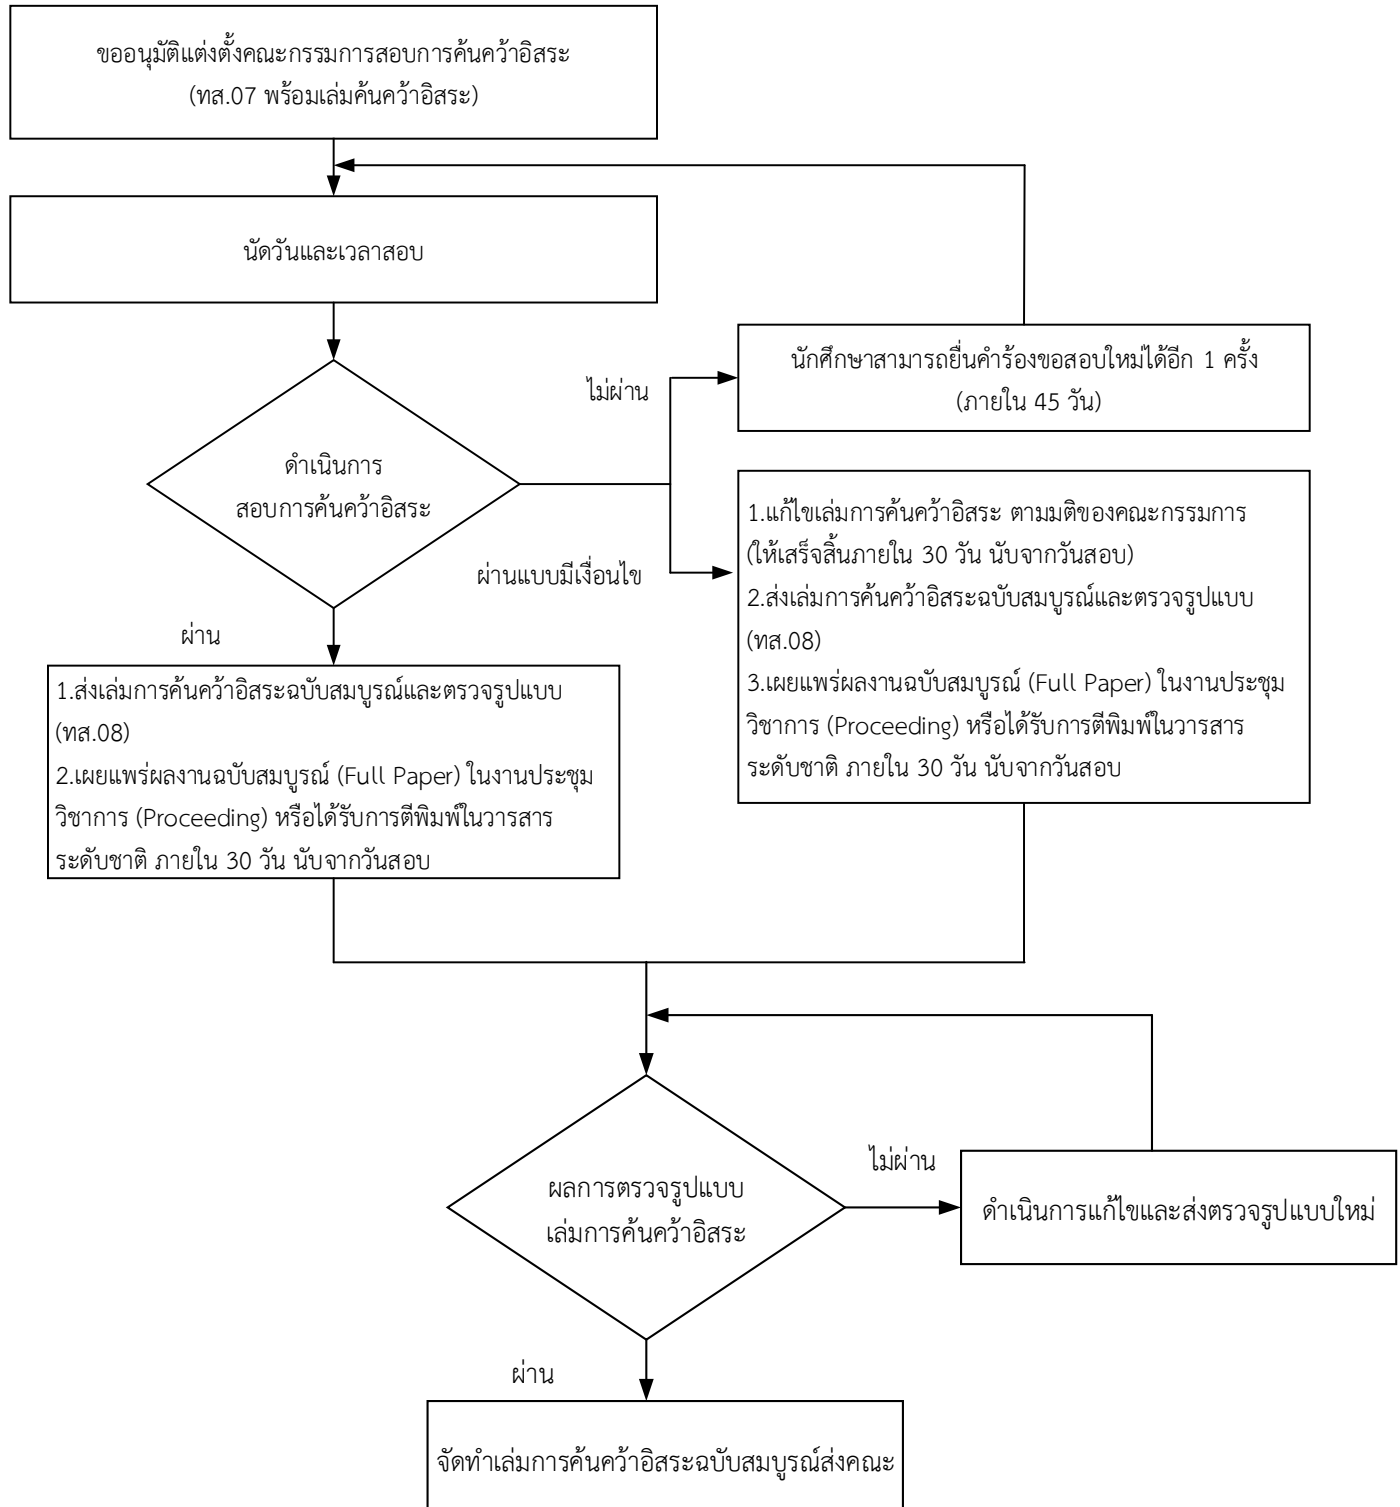 ขออนุมัติแต่งตั้งคณะกรรมการสอบการค้นคว้าอิสระ
(ทส.07 พร้อมเล่มค้นคว้าอิสระ)
นัดวันและเวลาสอบ
ไม่ผ่าน
นักศึกษาสามารถยื่นคำร้องขอสอบใหม่ได้อีก 1 ครั้ง
(ภายใน 45 วัน)
ดำเนินการ
สอบการค้นคว้าอิสระ
ผ่านแบบมีเงื่อนไข
1.แก้ไขเล่มการค้นคว้าอิสระ ตามมติของคณะกรรมการ
(ให้เสร็จสิ้นภายใน 30 วัน นับจากวันสอบ)
2.ส่งเล่มการค้นคว้าอิสระฉบับสมบูรณ์และตรวจรูปแบบ
(ทส.08)
3.เผยแพร่ผลงานฉบับสมบูรณ์ (Full Paper) ในงานประชุม
วิชาการ (Proceeding) หรือได้รับการตีพิมพ์ในวารสาร
ระดับชาติ ภายใน 30 วัน นับจากวันสอบ
ผ่าน
1.ส่งเล่มการค้นคว้าอิสระฉบับสมบูรณ์และตรวจรูปแบบ
(ทส.08)
2.เผยแพร่ผลงานฉบับสมบูรณ์ (Full Paper) ในงานประชุม
วิชาการ (Proceeding) หรือได้รับการตีพิมพ์ในวารสาร
ระดับชาติ ภายใน 30 วัน นับจากวันสอบ
ผลการตรวจรูปแบบ
เล่มการค้นคว้าอิสระ
ไม่ผ่าน
ดำเนินการแก้ไขและส่งตรวจรูปแบบใหม่
ผ่าน
จัดทำเล่มการค้นคว้าอิสระฉบับสมบูรณ์ส่งคณะ